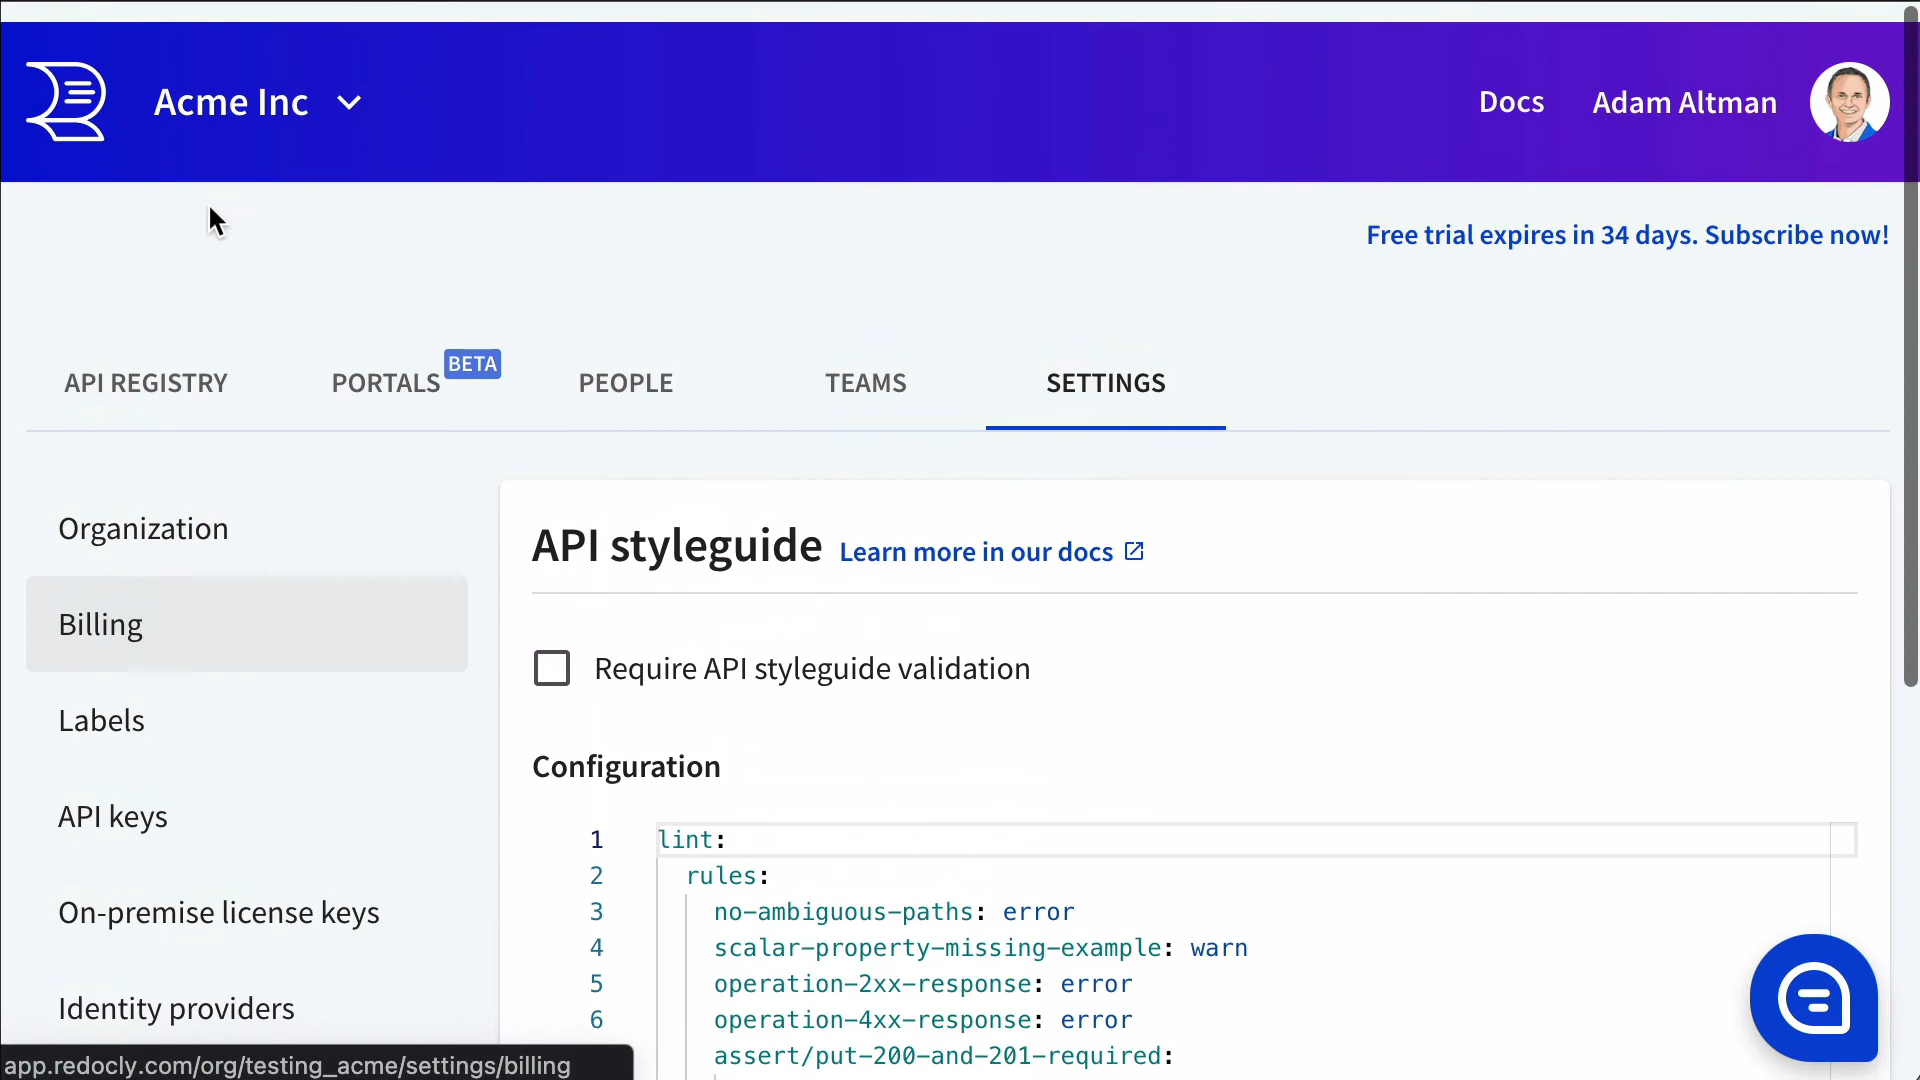 Acme Inc
Docs
Adam Altman
Free trial expires in 34 days. Subscribe now!
API REGISTRY
PORTALS
BETA
PEOPLE
TEAMS
SETTINGS
Organization
Billing
Labels
API keys
On-premise license keys
Identity providers
API styleguide
Learn more in our docs
Require API styleguide validation
Configuration
1 lint:
2 rules:
3 no-ambiguous-paths: error
4 scalar-property-missing-example: warn
5 operation-2xx-response: error
6 operation-4xx-response: error
assert/put-200-and-201-required:
app.redocly.com/org/testing_acme/settings/billing